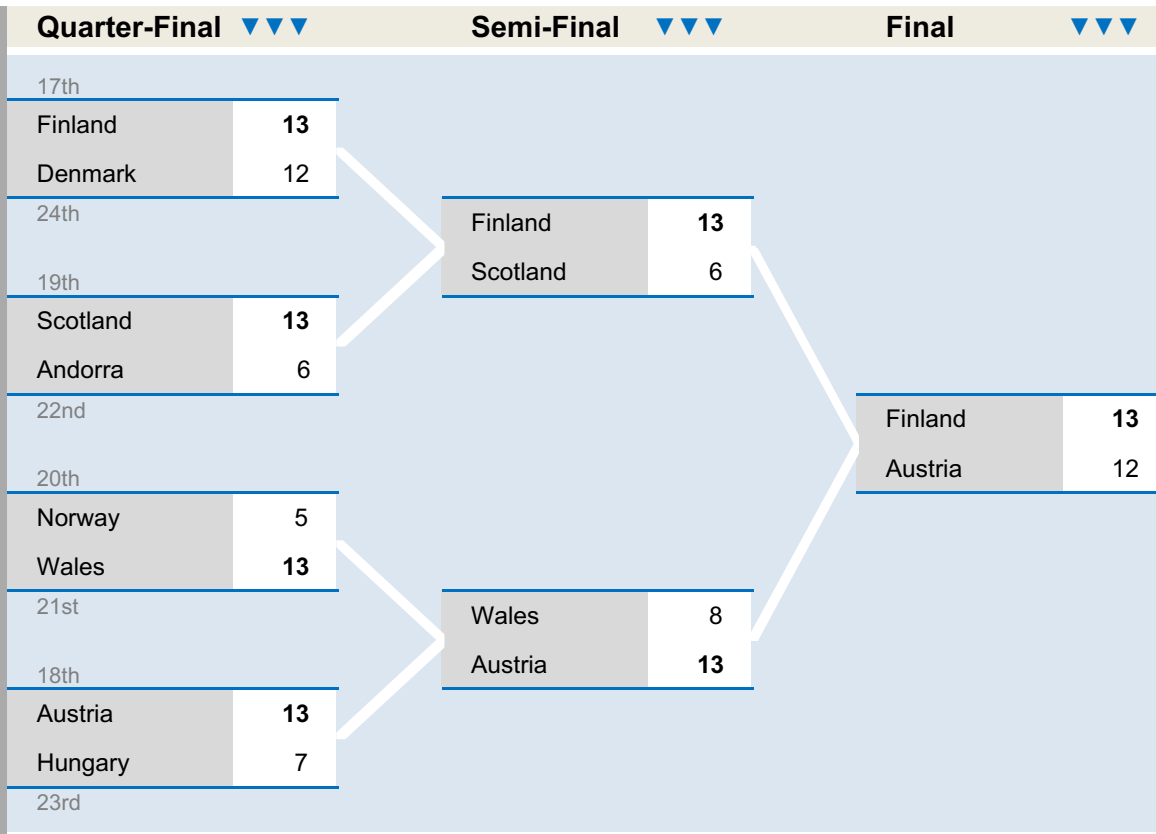 Quarter-Final ▼▼▼ Semi-Final ▼▼▼ Final ▼▼▼
17th
Finland 13
Denmark 12
24th
19th
Scotland 13
Andorra 6
22nd
20th
Norway 5
Wales 13
21st
18th
Austria 13
Hungary 7
23rd
Finland 13
Scotland 6
Wales 8
Austria 13
Finland 13
Austria 12